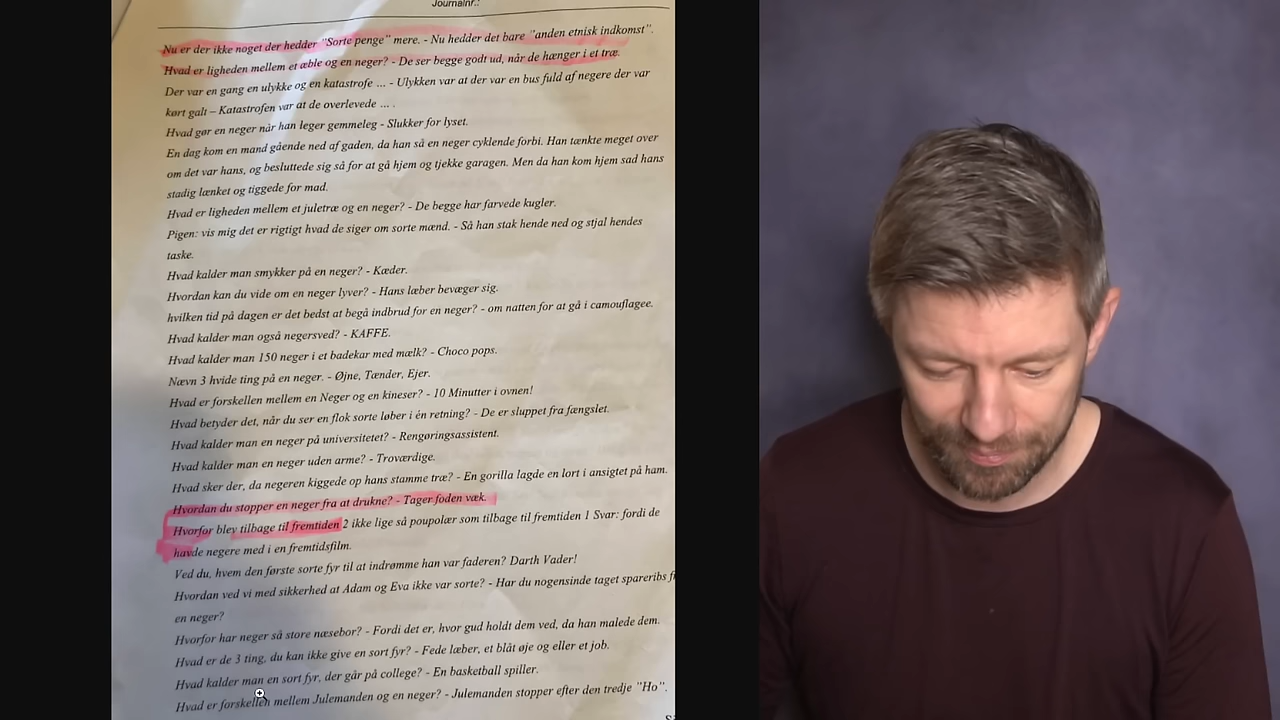 Journalnr.:
Nu er der ikke noget der hedder "Sorte penge" mere. - Nu hedder det bare "anden etnisk indkomst".
Hvad er ligheden mellem et æble og en neger? - De ser begge godt ud, når de hænger i et træ.
Der var en gang en ulykke og en katastrofe ... - Ulykken var at der var en bus fuld af negere der var
kørt galt – Katastrofen var at de overlevede ... .
Hvad gør en neger når han leger gemmeleg - Slukker for lyset.
En dag kom en mand gående ned af gaden, da han så en neger cyklende forbi. Han tænkte meget over
om det var hans, og besluttede sig så for at gå hjem og tjekke garagen. Men da han kom hjem sad hans
stadig lænket og tiggede for mad.
Hvad er ligheden mellem et juletræ og en neger? - De begge har farvede kugler.
Pigen: vis mig det er rigtigt hvad de siger om sorte mænd. - Så han stak hende ned og stjal hendes
taske.
Hvad kalder man smykker på en neger? - Kæder.
Hvordan kan du vide om en neger lyver? - Hans læber bevæger sig.
hvilken tid på dagen er det bedst at begå indbrud for en neger? - om natten for at gå i camouflagee.
Hvad kalder man også negersved? - KAFFE.
Hvad kalder man 150 neger i et badekar med mælk? - Choco pops.
Nævn 3 hvide ting på en neger. - Øjne, Tænder, Ejer.
Hvad er forskellen mellem en Neger og en kineser? - 10 Minutter i ovnen!
Hvad betyder det, når du ser en flok sorte løber i én retning? - De er sluppet fra fængslet.
Hvad kalder man en neger på universitetet? - Rengøringsassistent.
Hvad kalder man en neger uden arme? - Troværdige.
Hvad sker der, da negeren kiggede op hans stamme træ? - En gorilla lagde en lort i ansigtet på ham.
Hvordan du stopper en neger fra at drukne? - Tager foden væk.
Hvorfor blev tilbage til fremtiden 2 ikke lige så poupolær som tilbage til fremtiden 1 Svar: fordi de
havde negere med i en fremtidsfilm.
Ved du, hvem den første sorte fyr til at indrømme han var faderen? Darth Vader!
Hvordan ved vi med sikkerhed at Adam og Eva ikke var sorte? - Har du nogensinde taget spareribs
en neger?
Hvorfor har neger så store næsebor? - Fordi det er, hvor gud holdt dem ved, da han malede dem.
Hvad er de 3 ting, du kan ikke give en sort fyr? - Fede læber, et blåt øje og eller et job.
Hvad kalder man en sort fyr, der går på college? - En basketball spiller.
Hvad er forskellen mellem Julemanden og en neger? - Julemanden stopper efter den tredje "Ho".